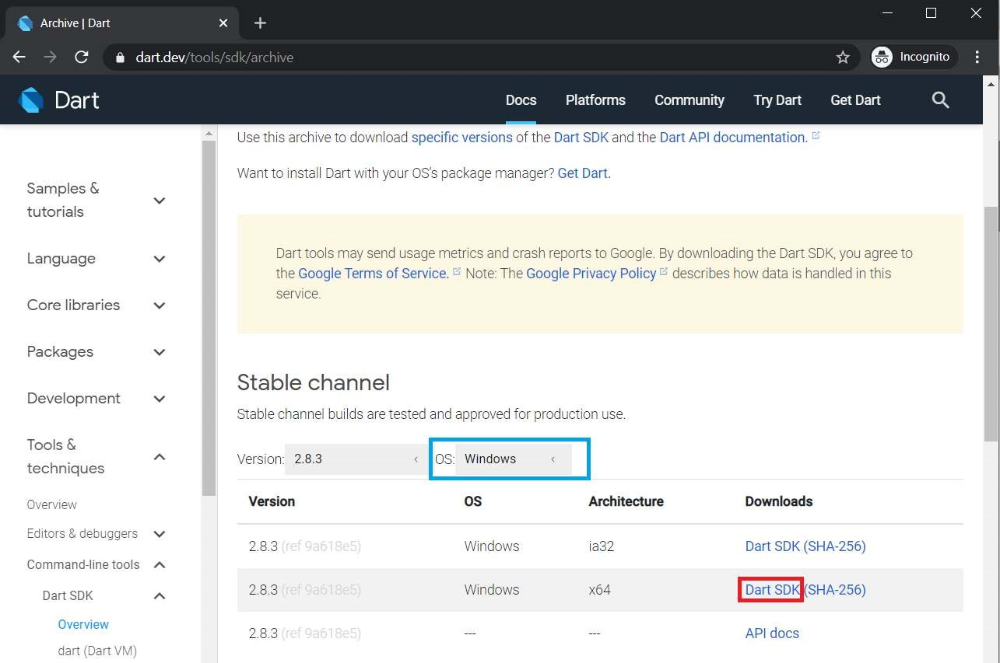 Archive | Dart
dart.dev/tools/sdk/archive
Incognito
Dart
Docs
Platforms
Community
Try Dart
Get Dart
Samples &
tutorials
Language
Core libraries
Packages
Development
Tools &
techniques
Overview
Editors & debuggers
Command-line tools
Dart SDK
Overview
dart (Dart VM)
Use this archive to download specific versions of the Dart SDK and the Dart API documentation.
Want to install Dart with your OS’s package manager? Get Dart.
Dart tools may send usage metrics and crash reports to Google. By downloading the Dart SDK, you agree to
the Google Terms of Service. Note: The Google Privacy Policy describes how data is handled in this
service.
Stable channel
Stable channel builds are tested and approved for production use.
Version: 2.8.3 OS: Windows
Version OS Architecture Downloads
2.8.3 (ref 9a618e5) Windows ia32 Dart SDK (SHA-256)
2.8.3 (ref 9a618e5) Windows x64 Dart SDK (SHA-256)
2.8.3 (ref 9a618e5) --- --- API docs